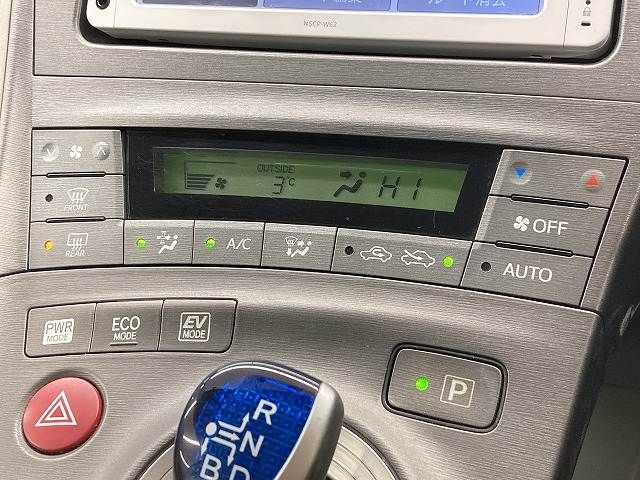 NSCP-W62
OUTSIDE
3°C
HI
FRONT
OFF
REAR
A/C
AUTO
PWR
MODE
ECO
MODE
EV
MODE
P
R
N
B
D